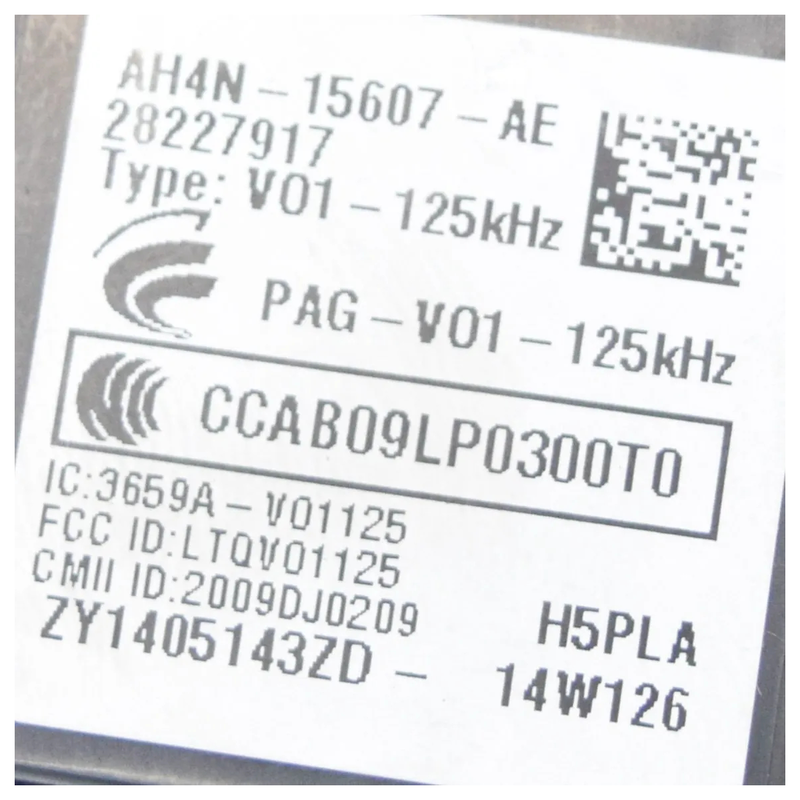 AH4N - 15607 - AE
28227917
Type: V01 - 125kHz
PAG - V01 - 125kHz
CCAB09LP0300T0
IC:3659A - V01125
FCC ID:LTQV01125
CMII ID:2009DJ0209
ZY1405143ZD -
H5PLA
14W126